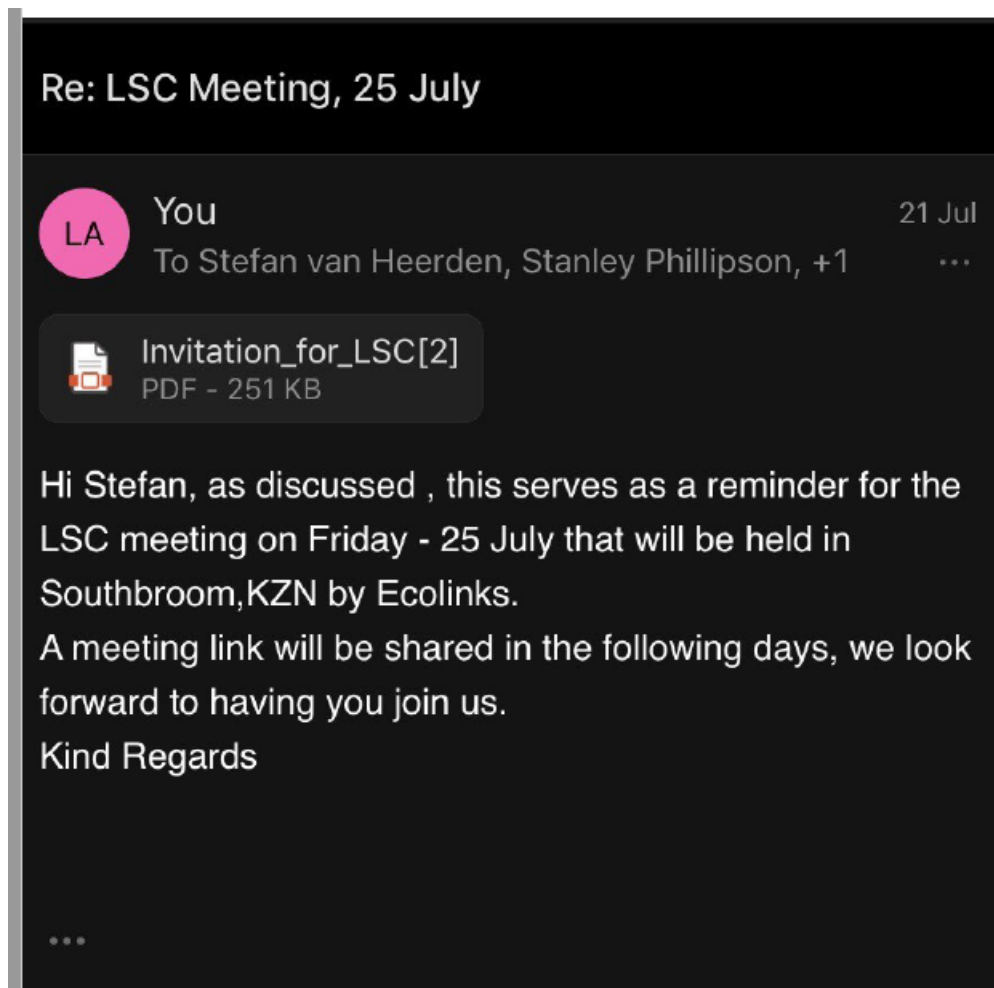 Re: LSC Meeting, 25 July
LA
You
21 Jul
To Stefan van Heerden, Stanley Phillipson, +1
...
Invitation_for_LSC[2]
PDF - 251 KB
Hi Stefan, as discussed , this serves as a reminder for the
LSC meeting on Friday - 25 July that will be held in
Southbroom,KZN by Ecolinks.
A meeting link will be shared in the following days, we look
forward to having you join us.
Kind Regards
...